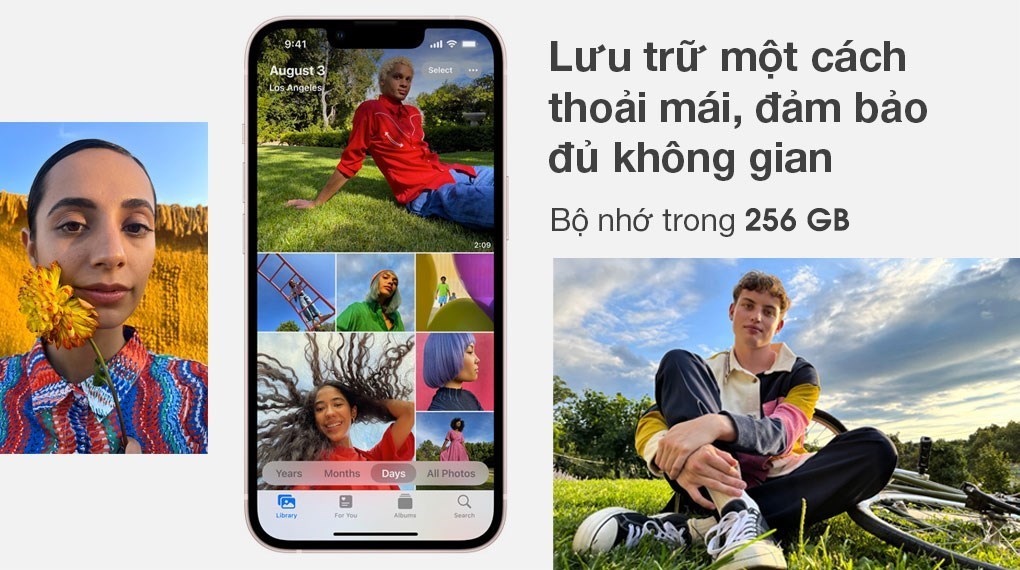 9:41
August 3
Select
Los Angeles
2:09
Years Months Days All Photos
Library For You Albums Search
Lưu trữ một cách
thoải mái, đảm bảo
đủ không gian
Bộ nhớ trong 256 GB